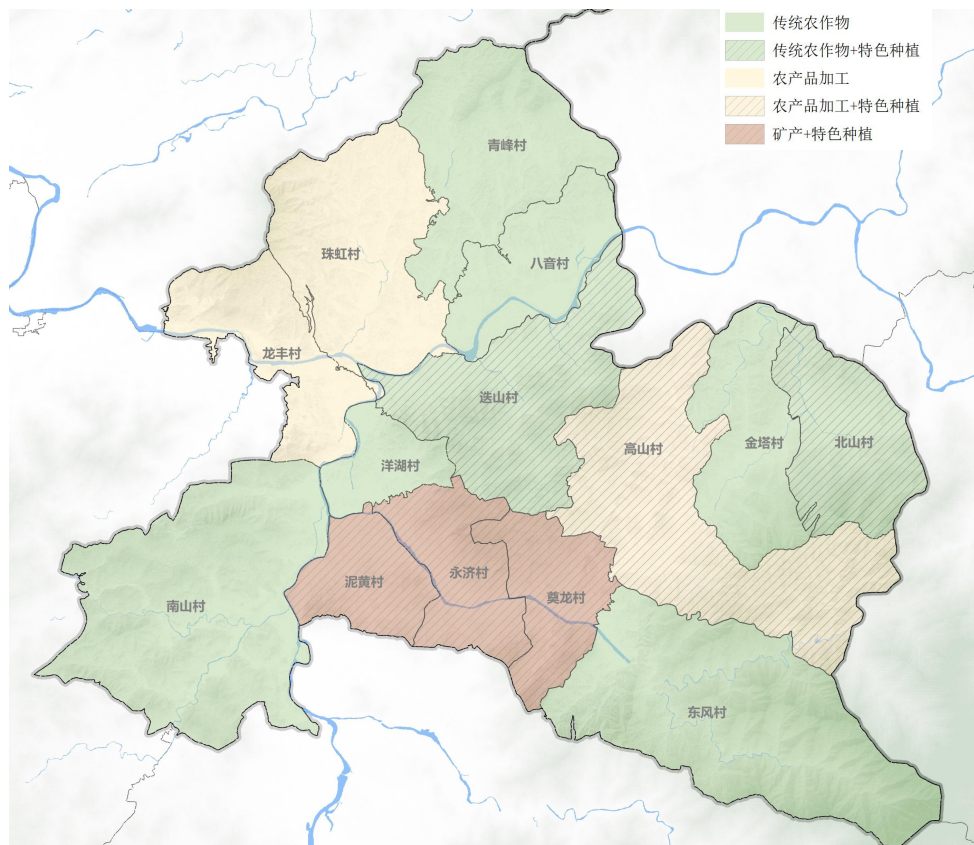 传统农作物
传统农作物+特色种植
农产品加工
农产品加工+特色种植
矿产+特色种植
青峰村
珠虹村
八音村
龙丰村
迭山村
洋湖村
高山村
金塔村
北山村
泥黄村
永济村
奠龙村
南山村
东风村